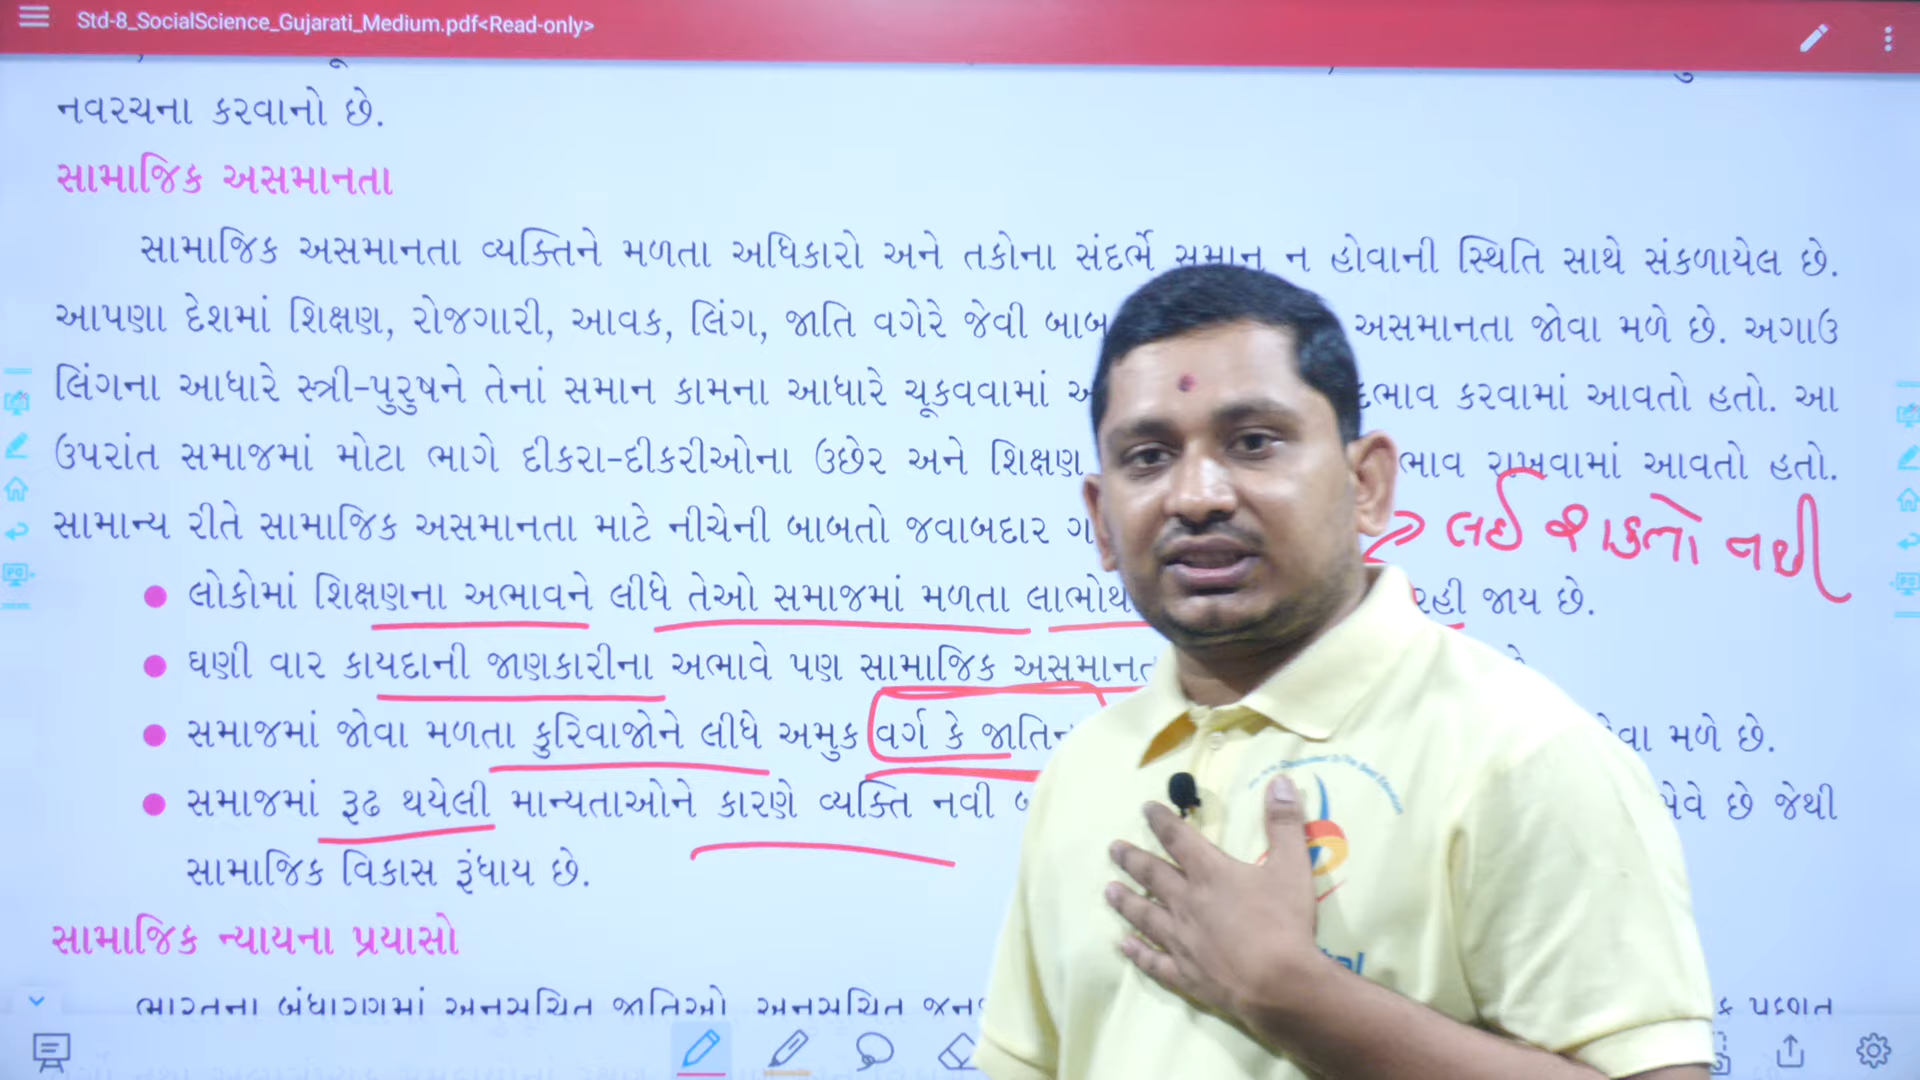 Std-8_SocialScience_Gujarati_Medium.pdf<Read-only>
નવરચના કરવાનો છે.
સામાજિક અસમાનતા
સામાજિક અસમાનતા વ્યક્તિને મળતા અધિકારો અને તકોના સંદર્ભે સમાન ન હોવાની સ્થિતિ સાથે સંકળાયેલ છે.
આપણા દેશમાં શિક્ષણ, રોજગારી, આવક, લિંગ, જાતિ વગેરે જેવી અસમાનતા જોવા મળે છે. અગાઉ
લિંગના આધારે સ્ત્રી-પુરુષને તેનાં સમાન કામના આધારે ચૂકવવામાં કરવામાં આવતો હતો. આ
ઉપરાંત સમાજમાં મોટા ભાગે દીકરા-દીકરીઓના ઉછેર અને શિક્ષણ રાખવામાં આવતો હતો.
સામાન્ય રીતે સામાજિક અસમાનતા માટે નીચેની બાબતો જવાબદાર
લઈ શકતો નથી
● લોકોમાં શિક્ષણના અભાવને લીધે તેઓ સમાજમાં મળતા રહી જાય છે.
● ઘણી વાર કાયદાની જાણકારીના અભાવે પણ સામાજિક
● સમાજમાં જોવા મળતા કુરિવાજોને લીધે અમુક વર્ગ કે મળે છે.
● સમાજમાં રૂઢ થયેલી માન્યતાઓને કારણે વ્યક્તિ નવી છે જેથી
સામાજિક વિકાસ રૂંધાય છે.
સામાજિક ન્યાયના પ્રયાસો
ભારતના બંધારણમાં અનુસૂચિત જાતિઓ અનુસૂચિત